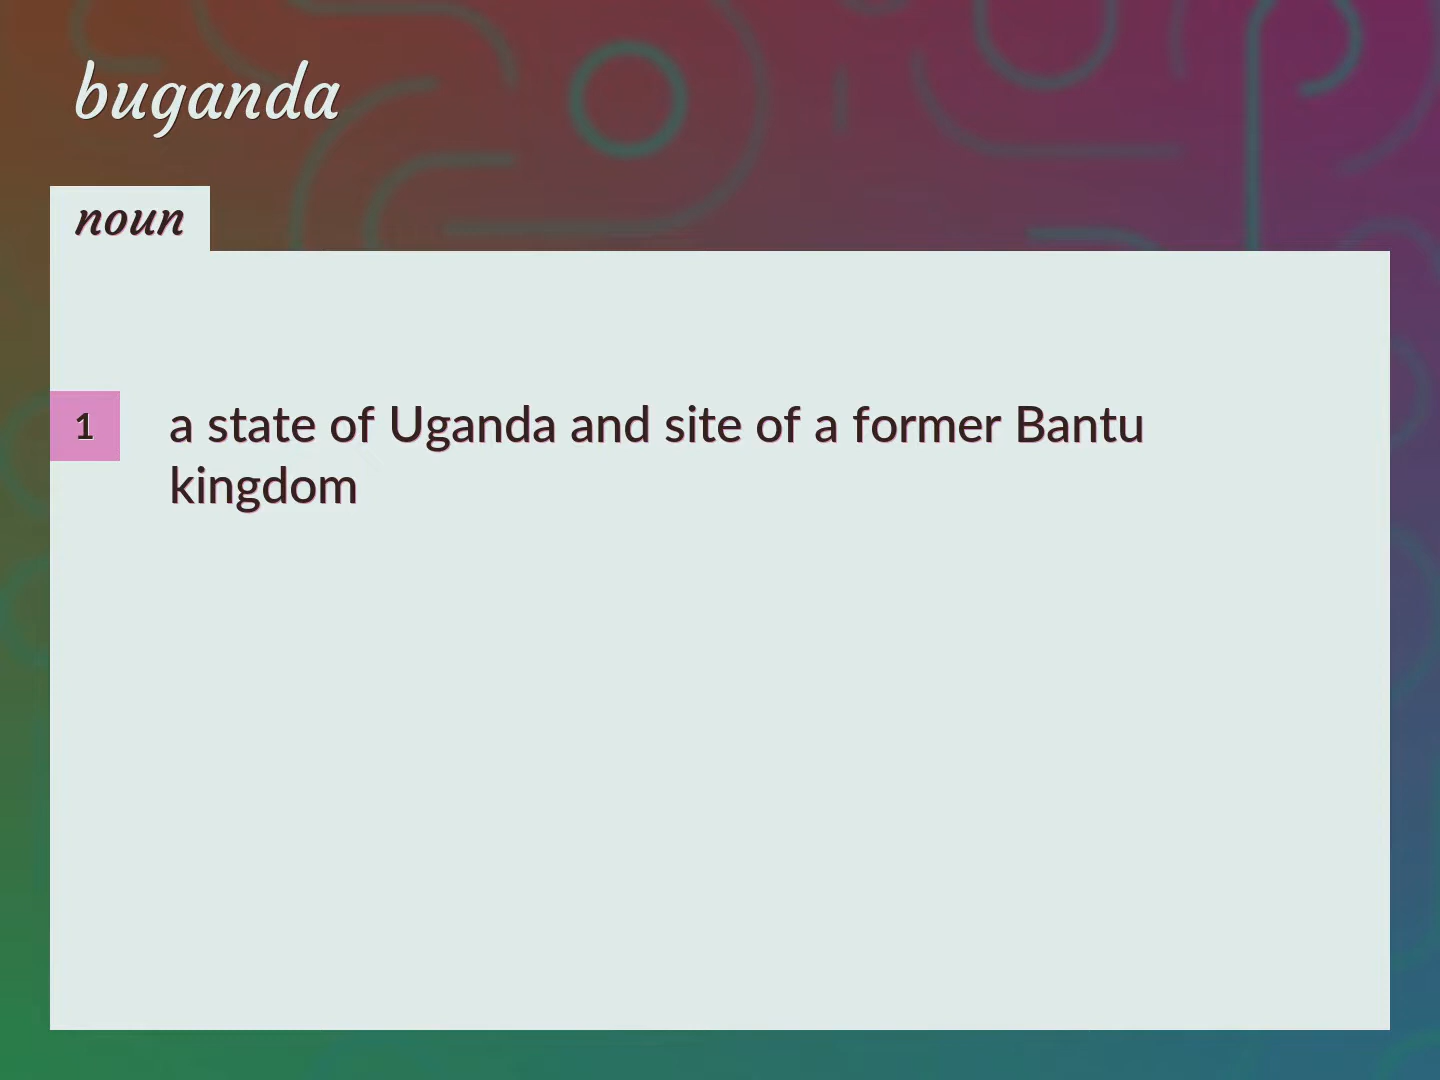 buganda
noun
1 a state of Uganda and site of a former Bantu
kingdom